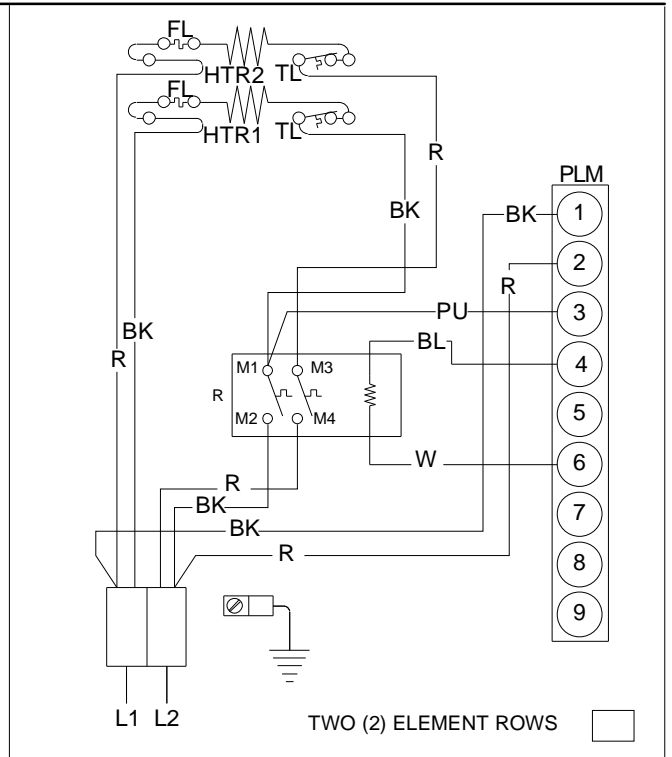 FL
HTR2 TL
FL
HTR1 TL
R
PLM
BK
BK
1
2
R
PU
3
BK
R
BL
4
M1 M3
R
M2 M4
5
W
6
R
BK
7
BK
R
8
9
L1 L2
TWO (2) ELEMENT ROWS